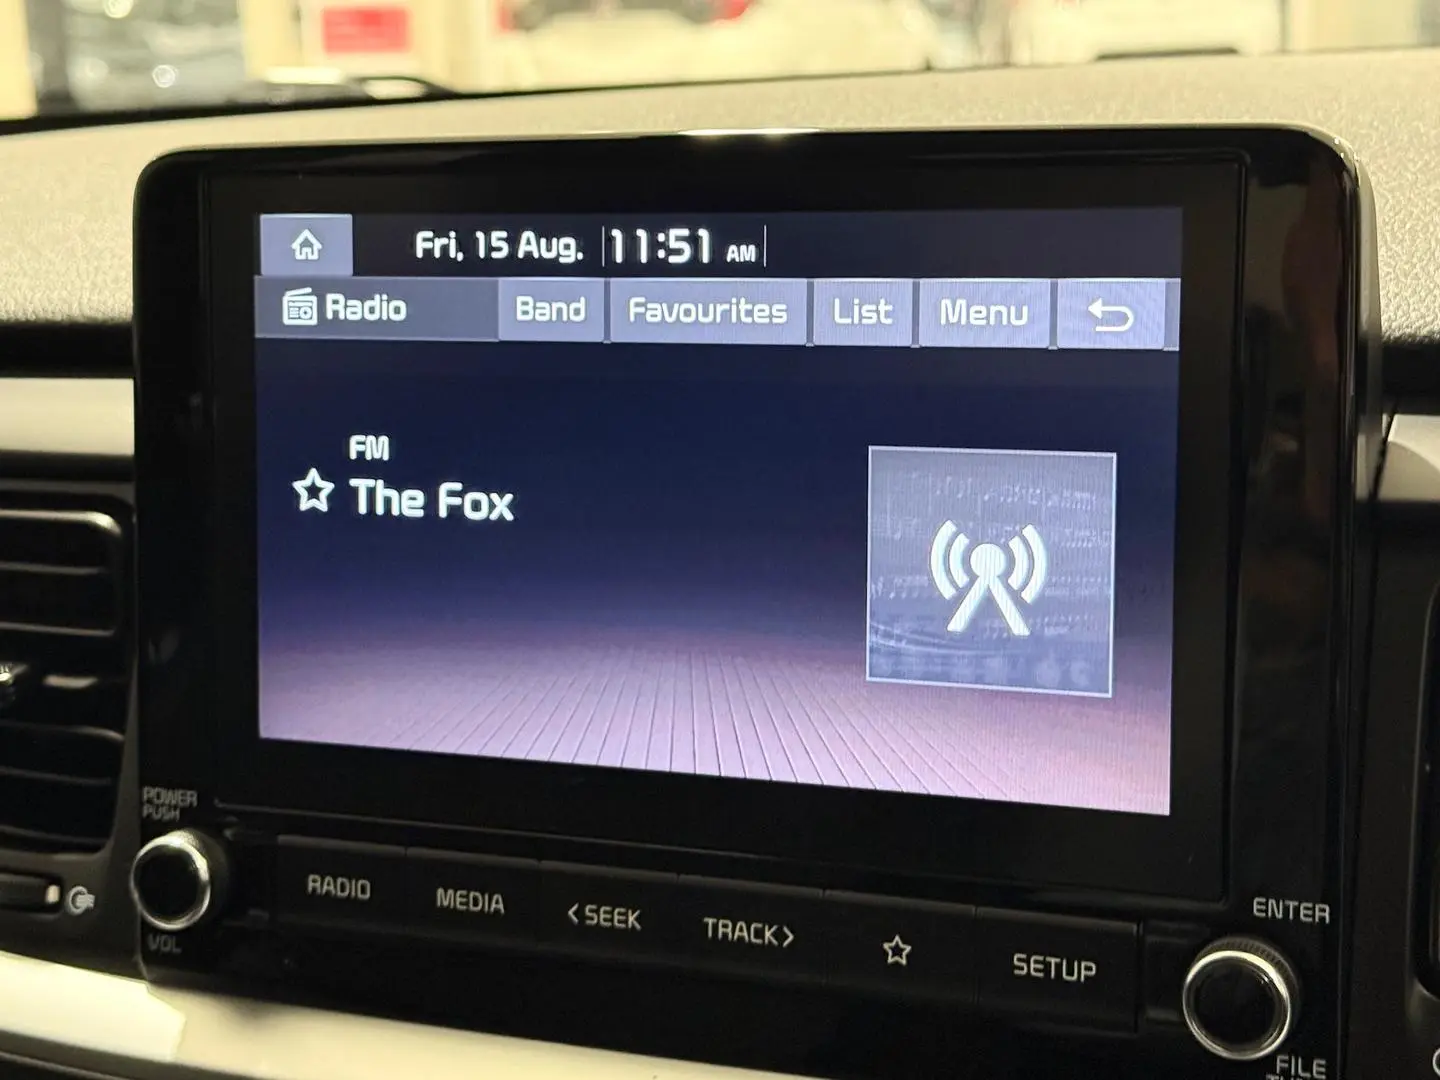 Fri, 15 Aug. 11:51 AM
Radio Band Favourites List Menu
FM
The Fox
POWER
PUSH
VOL
RADIO MEDIA <SEEK TRACK> SETUP
ENTER
FILE